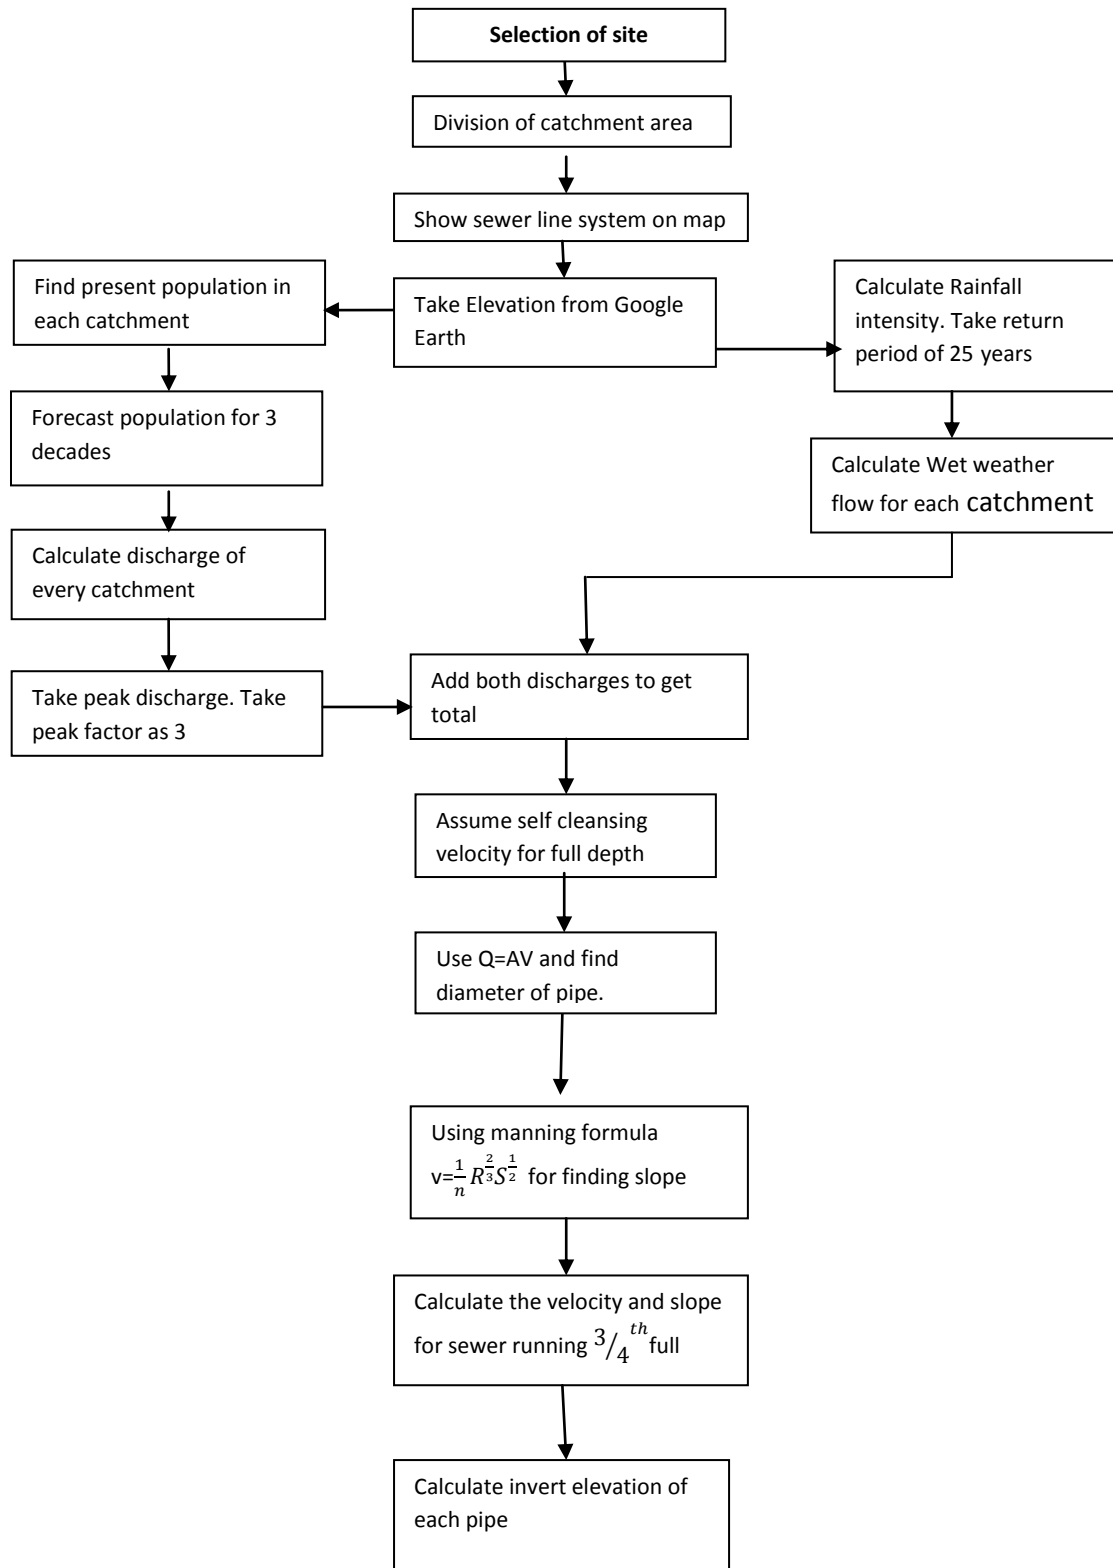 Selection of site
Division of catchment area
Show sewer line system on map
Take Elevation from Google
Earth
Find present population in
each catchment
Forecast population for 3
decades
Calculate discharge of
every catchment
Take peak discharge. Take
peak factor as 3
Calculate Rainfall
intensity. Take return
period of 25 years
Calculate Wet weather
flow for each catchment
Add both discharges to get
total
Assume self cleansing
velocity for full depth
Use Q=AV and find
diameter of pipe.
Using manning formula
v=\frac{1}{n}R^{\frac{2}{3}}S^{\frac{1}{2}} for finding slope
Calculate the velocity and slope
for sewer running 3/4^{th} full
Calculate invert elevation of
each pipe